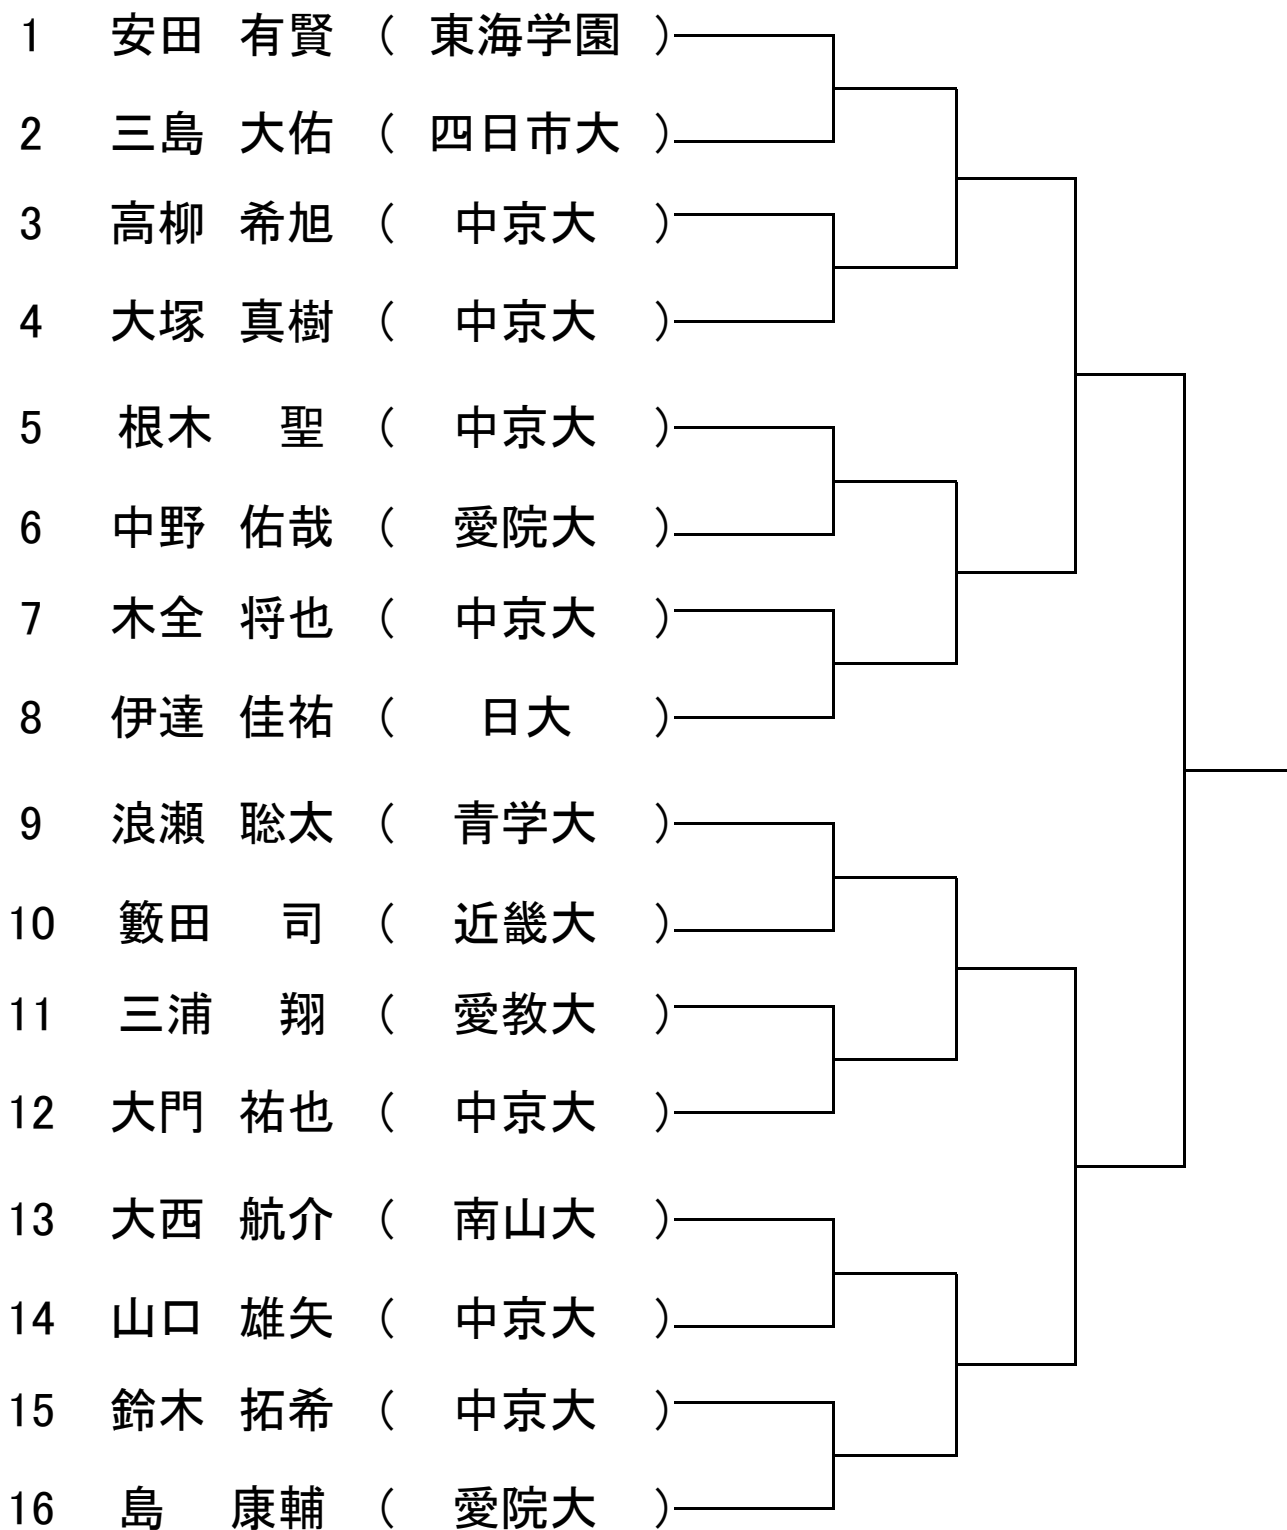 1 安田 有賢 ( 東海学園 )
2 三島 大佑 ( 四日市大 )
3 高柳 希旭 ( 中京大 )
4 大塚 真樹 ( 中京大 )
5 根木 聖 ( 中京大 )
6 中野 佑哉 ( 愛院大 )
7 木全 将也 ( 中京大 )
8 伊達 佳祐 ( 日大 )
9 浪瀬 聡太 ( 青学大 )
10 籔田 司 ( 近畿大 )
11 三浦 翔 ( 愛教大 )
12 大門 祐也 ( 中京大 )
13 大西 航介 ( 南山大 )
14 山口 雄矢 ( 中京大 )
15 鈴木 拓希 ( 中京大 )
16 島 康輔 ( 愛院大 )